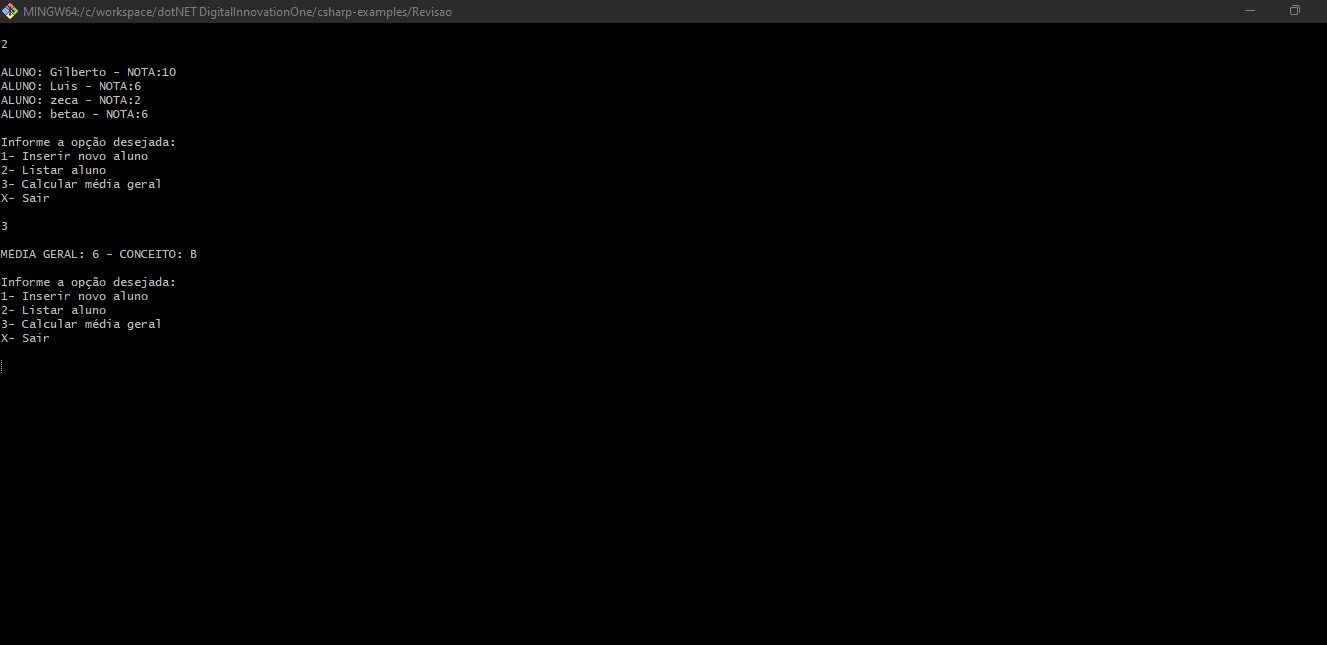 MINGW64:/c/workspace/dotNET DigitalInnovationOne/csharp-examples/Revisao
2
ALUNO: Gilberto - NOTA:10
ALUNO: Luis - NOTA:6
ALUNO: zeca - NOTA:2
ALUNO: betao - NOTA:6
Informe a opção desejada:
1- Inserir novo aluno
2- Listar aluno
3- Calcular média geral
X- Sair
3
MÉDIA GERAL: 6 - CONCEITO: B
Informe a opção desejada:
1- Inserir novo aluno
2- Listar aluno
3- Calcular média geral
X- Sair